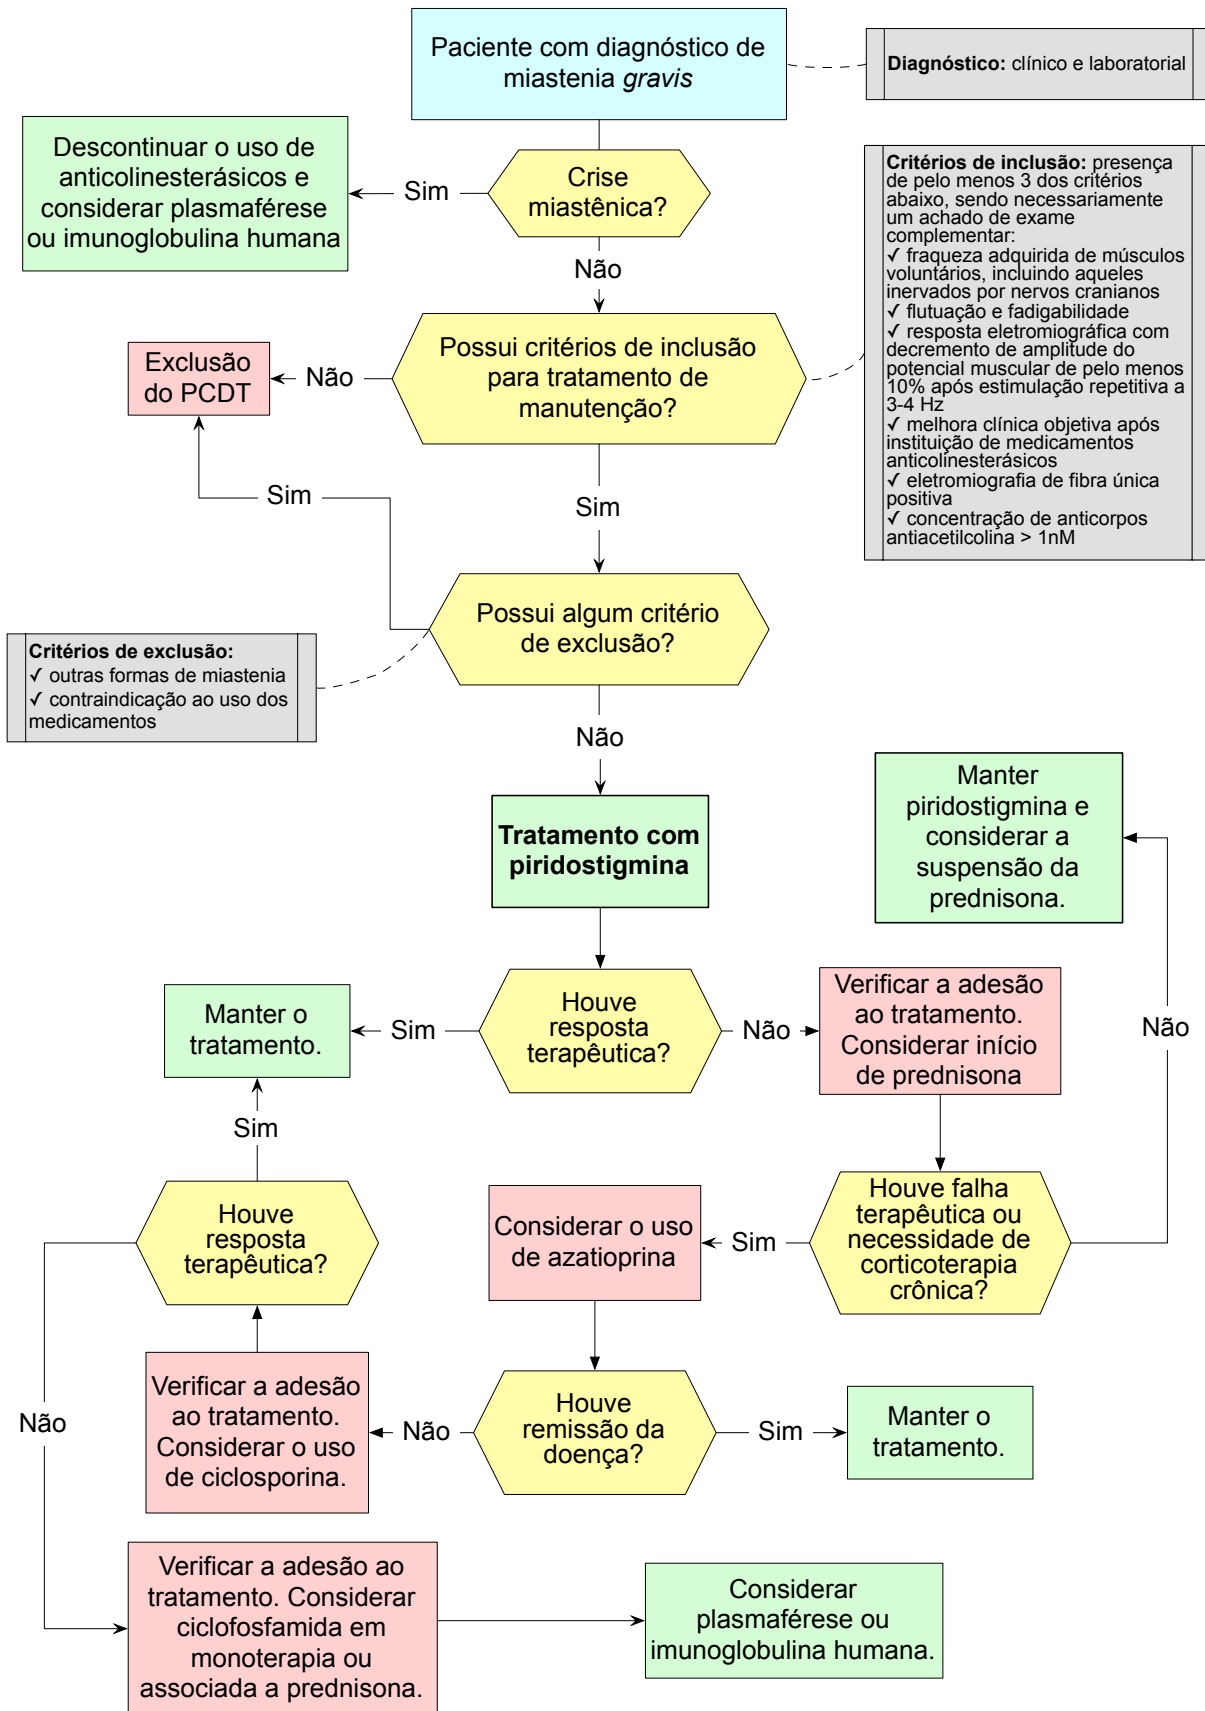 Paciente com diagnóstico de
miastenia gravis
Diagnóstico: clínico e laboratorial
Descontinuar o uso de
anticolinesterásicos e
considerar plasmaférese
ou imunoglobulina humana
Sim
Crise
miastênica?
Não
Critérios de inclusão: presença
de pelo menos 3 dos critérios
abaixo, sendo necessariamente
um achado de exame
complementar:
✓ fraqueza adquirida de músculos
voluntários, incluindo aqueles
inervados por nervos cranianos
✓ flutuação e fadigabilidade
✓ resposta eletromiográfica com
decremento de amplitude do
potencial muscular de pelo menos
10% após estimulação repetitiva a
3-4 Hz
✓ melhora clínica objetiva após
instituição de medicamentos
anticolinesterásicos
✓ eletromiografia de fibra única
positiva
✓ concentração de anticorpos
antiacetilcolina > 1nM
Exclusão
do PCDT
Não
Possui critérios de inclusão
para tratamento de
manutenção?
Sim
Sim
Possui algum critério
de exclusão?
Critérios de exclusão:
✓ outras formas de miastenia
✓ contraindicação ao uso dos
medicamentos
Não
Tratamento com
piridostigmina
Manter
piridostigmina e
considerar a
suspensão da
prednisona.
Manter o
tratamento.
Sim
Houve
resposta
terapêutica?
Não
Verificar a adesão
ao tratamento.
Considerar início
de prednisona
Não
Sim
Houve
resposta
terapêutica?
Considerar o uso
de azatioprina
Sim
Houve falha
terapêutica ou
necessidade de
corticoterapia
crônica?
Não
Verificar a adesão
ao tratamento.
Considerar o uso
de ciclosporina.
Não
Houve
remissão da
doença?
Sim
Manter o
tratamento.
Verificar a adesão ao
tratamento. Considerar
ciclofosfamida em
monoterapia ou
associada a prednisona.
Considerar
plasmaférese ou
imunoglobulina humana.